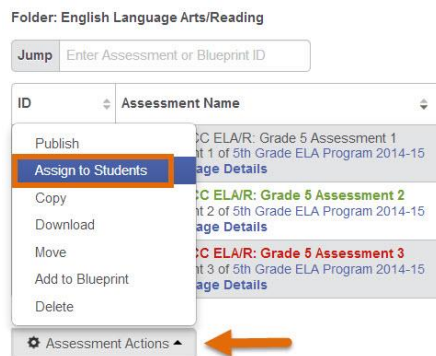 Folder: English Language Arts/Reading
Jump Enter Assessment or Blueprint ID
ID Assessment Name
Publish
Assign to Students
Copy
Download
Move
Add to Blueprint
Delete
CC ELA/R: Grade 5 Assessment 1
nt 1 of 5th Grade ELA Program 2014-15
age Details
CC ELA/R: Grade 5 Assessment 2
nt 2 of 5th Grade ELA Program 2014-15
age Details
CC ELA/R: Grade 5 Assessment 3
nt 3 of 5th Grade ELA Program 2014-15
age Details
Assessment Actions